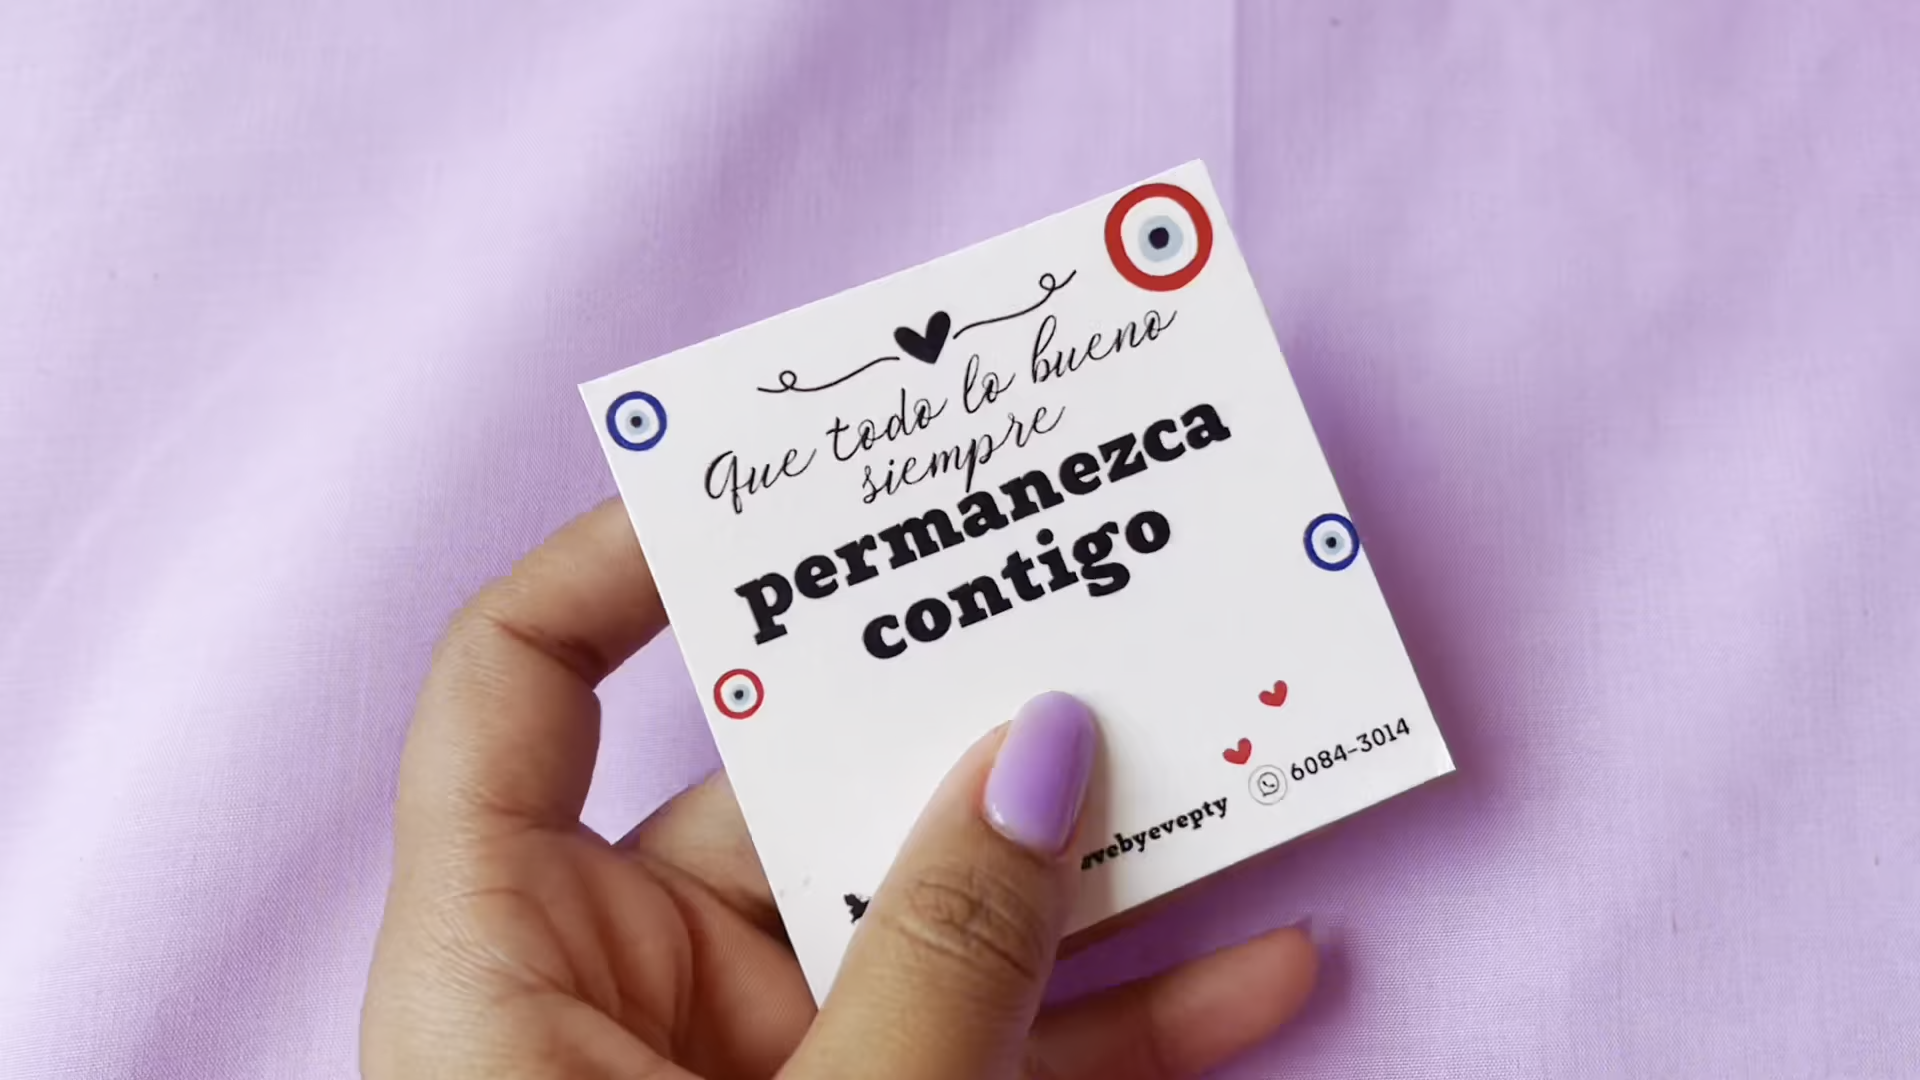 Que todo lo bueno
siempre
permanezca
contigo
6084-3014